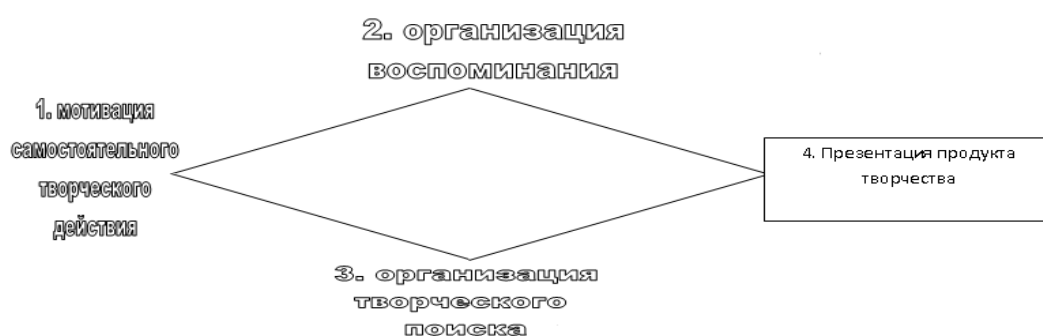 2. организация
воспоминания
1. мотивация
самостоятельного
творческого
действия
4. Презентация продукта
творчества
3. организация
творческого
поиска